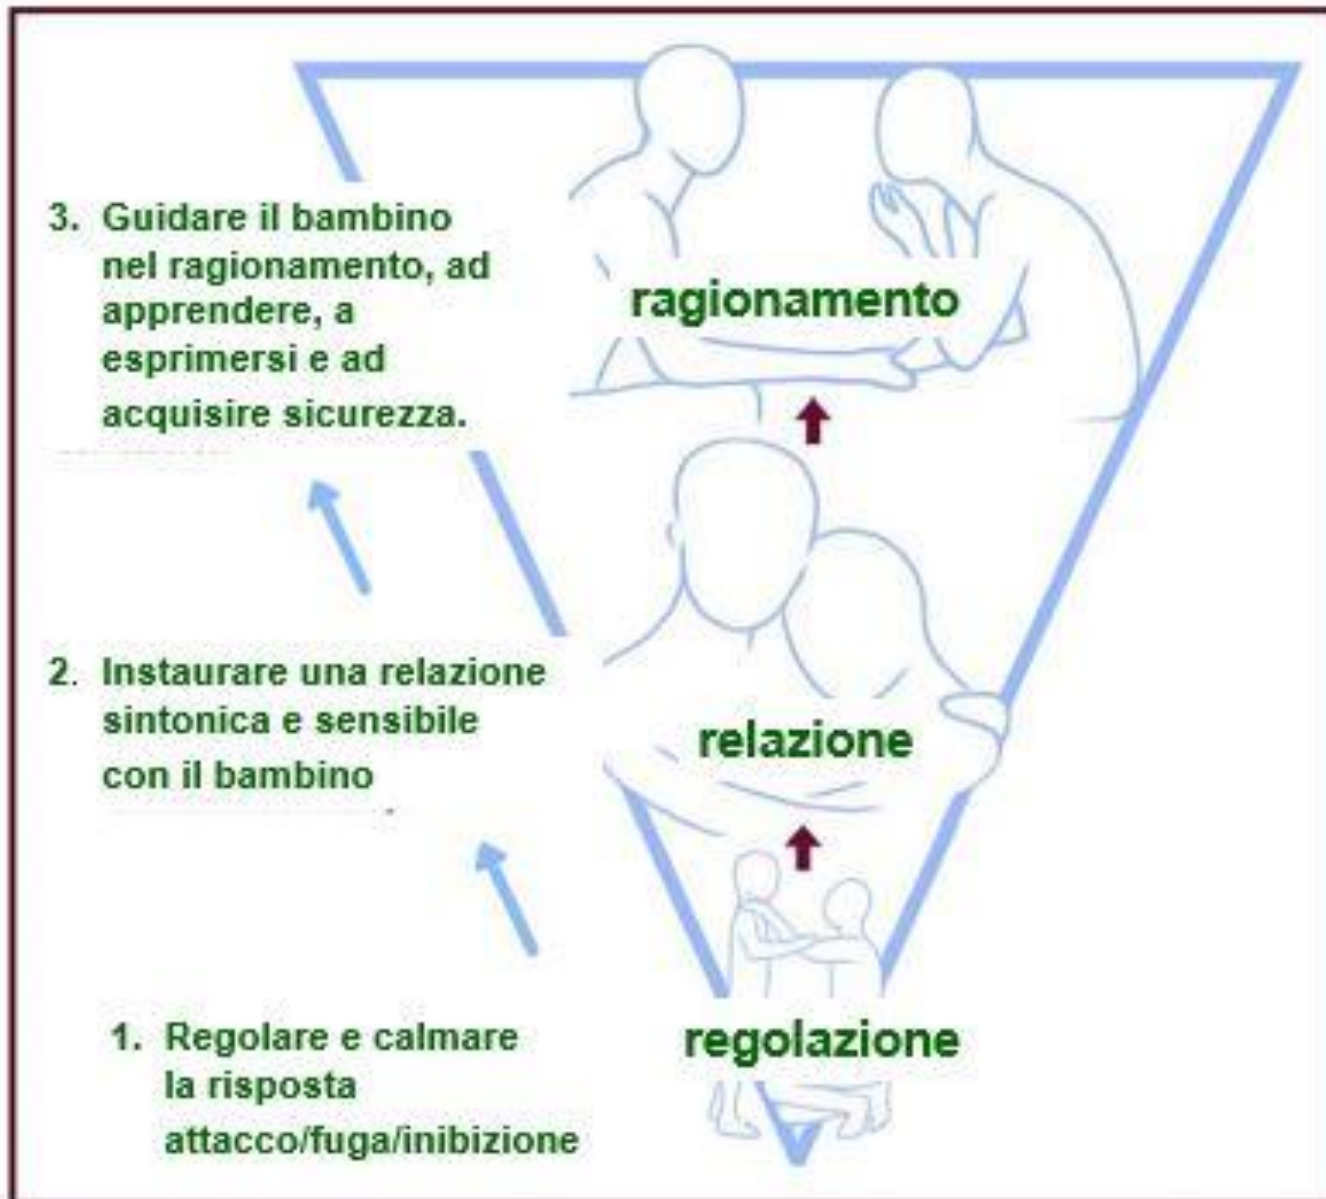 3. Guidare il bambino
nel ragionamento, ad
apprendere, a
esprimersi e ad
acquisire sicurezza.
ragionamento
2. Instaurare una relazione
sintonica e sensibile
con il bambino
relazione
1. Regolare e calmare
la risposta
attacco/fuga/inibizione
regolazione